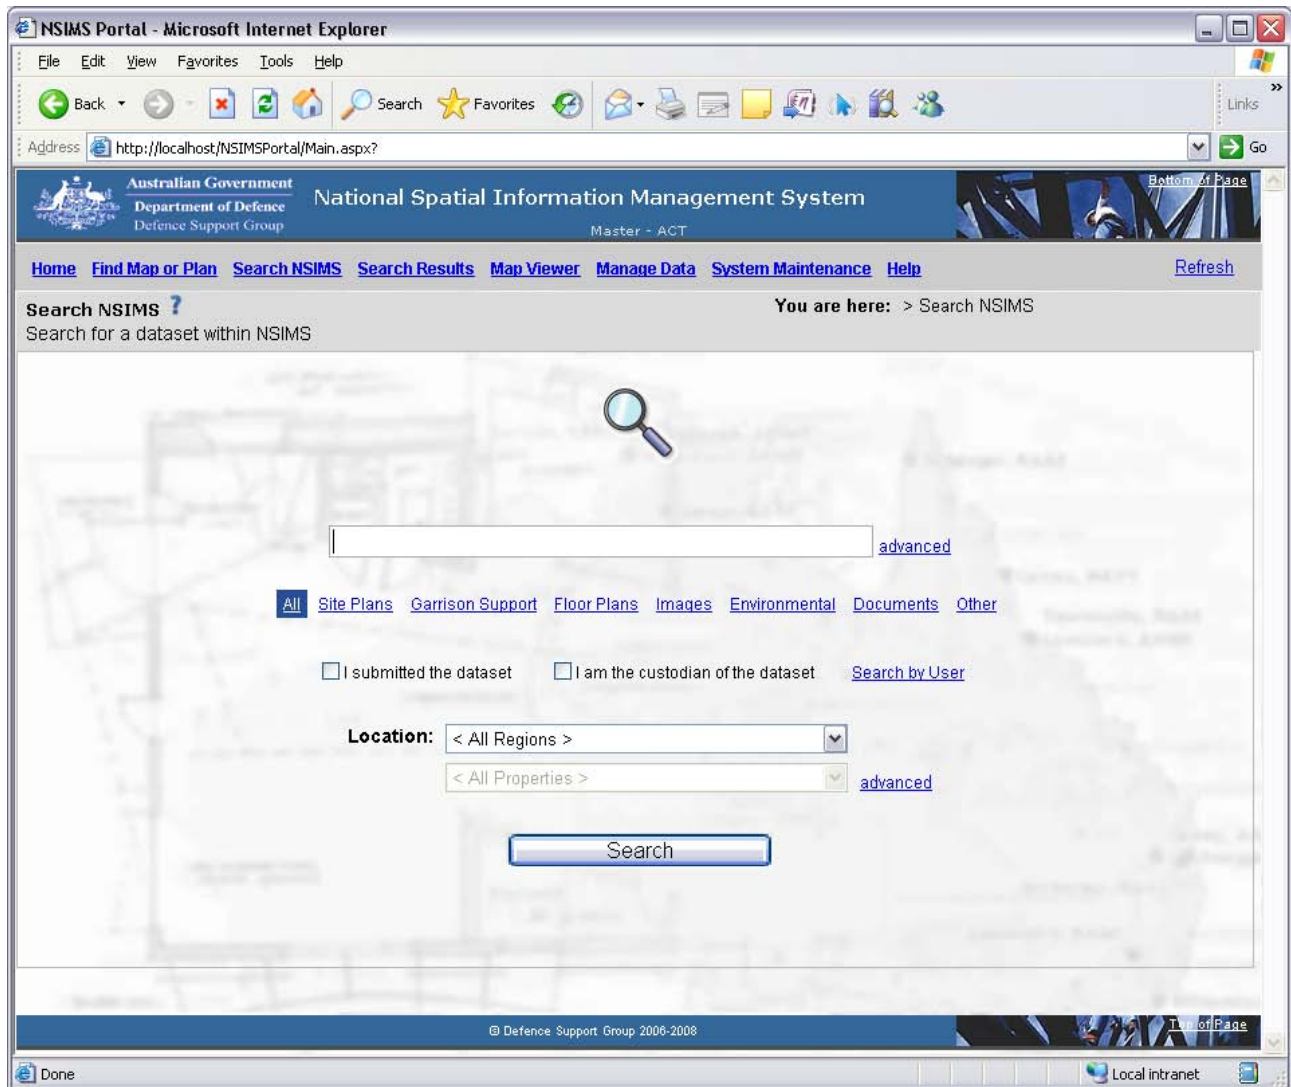 NSIMS Portal - Microsoft Internet Explorer
File Edit View Favorites Tools Help
Back Search Favorites Links »
Address http://localhost/NSIMSPortal/Main.aspx? Go
Australian Government
Department of Defence
Defence Support Group
National Spatial Information Management System
Master - ACT
Bottom of Page
Home Find Map or Plan Search NSIMS Search Results Map Viewer Manage Data System Maintenance Help Refresh
Search NSIMS ? You are here: > Search NSIMS
Search for a dataset within NSIMS
advanced
All Site Plans Garrison Support Floor Plans Images Environmental Documents Other
I submitted the dataset I am the custodian of the dataset Search by User
Location: < All Regions >
< All Properties > advanced
Search
© Defence Support Group 2006-2008 Top of Page
Done Local intranet